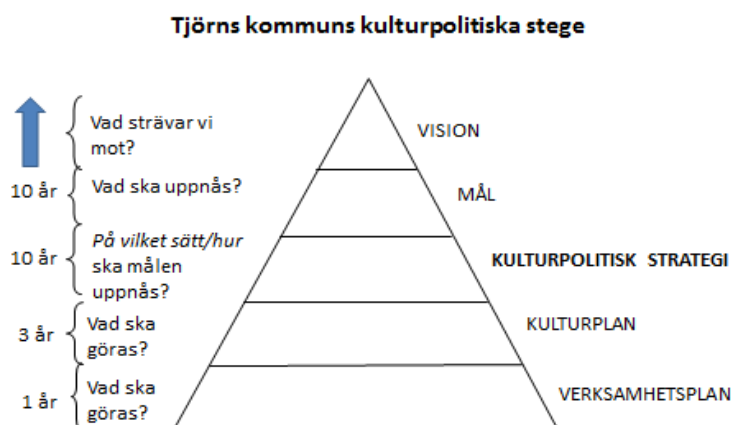 Tjörns kommuns kulturpolitiska stege
Vad strävar vi
mot?
VISION
10 år
Vad ska uppnås?
MÅL
10 år
På vilket sätt/hur
ska målen
uppnås?
KULTURPOLITISK STRATEGI
3 år
Vad ska
göras?
KULTURPLAN
1 år
Vad ska
göras?
VERKSAMHETSPLAN